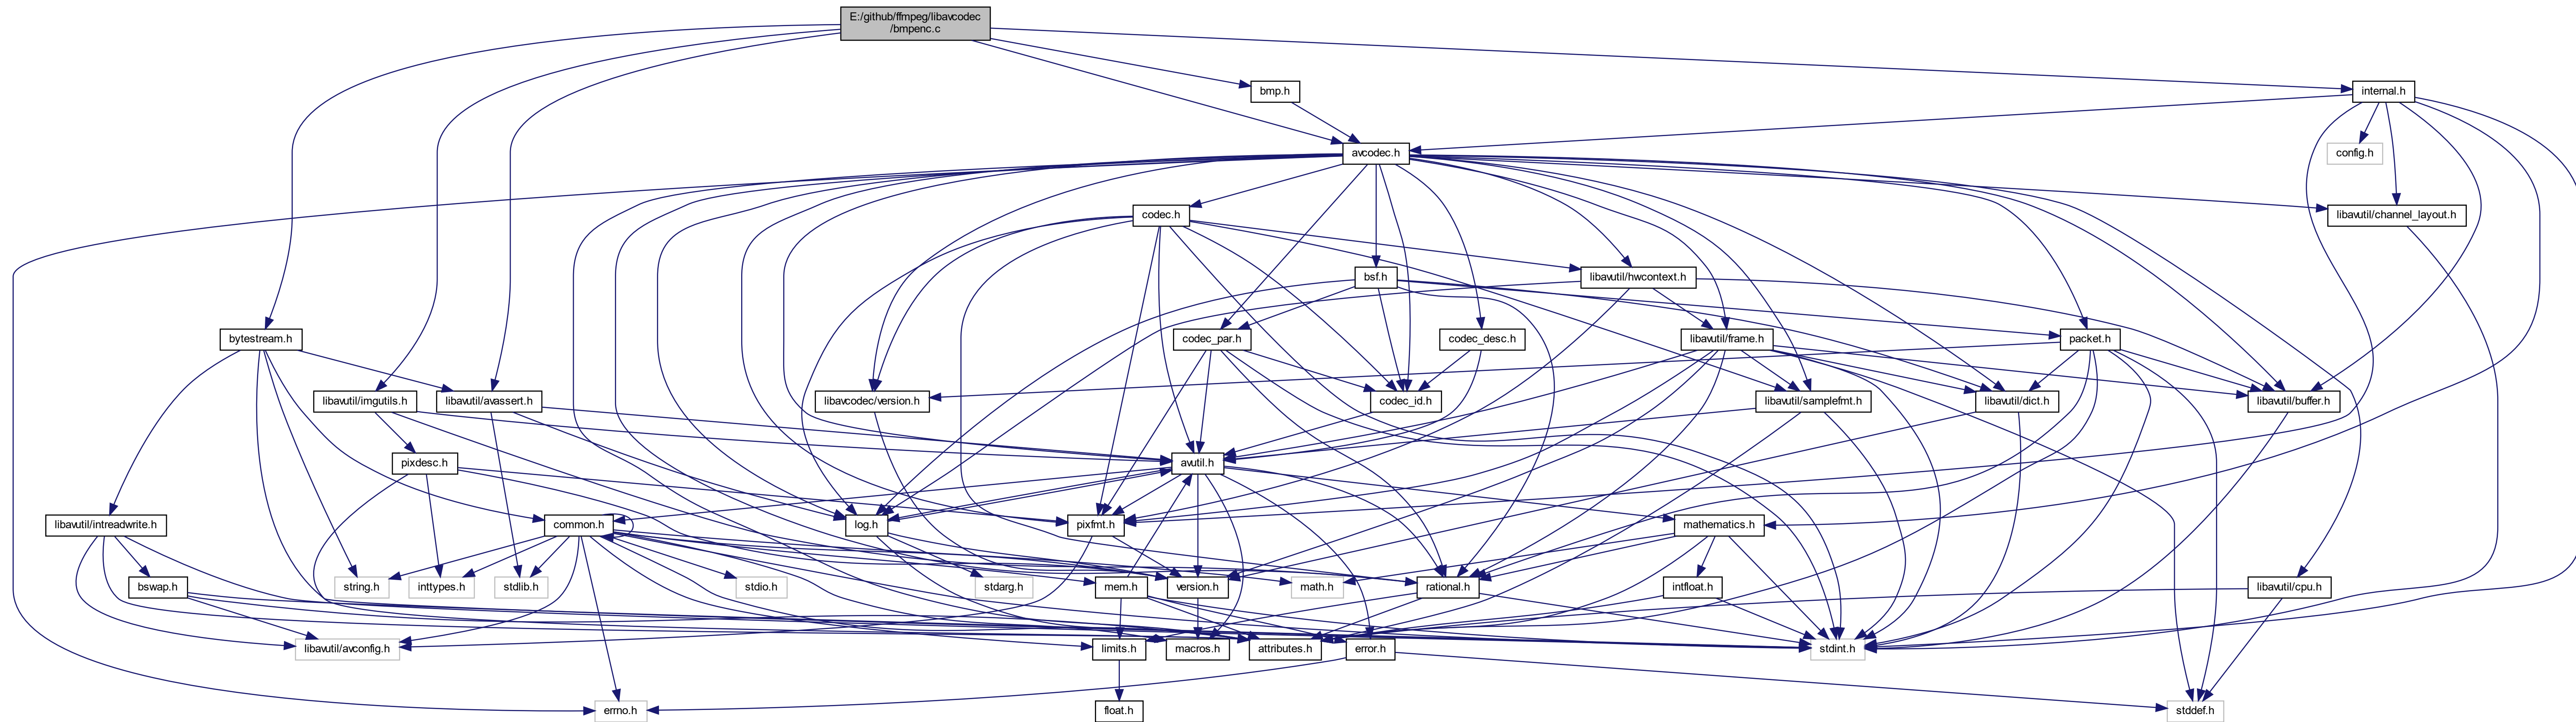 E:/github/ffmpeg/libavcodec
/bmpenc.c
bmp.h
internal.h
avcodec.h
config.h
codec.h
libavutil/channel_layout.h
bsf.h
libavutil/hwcontext.h
bytestream.h
codec_par.h
codec_desc.h
libavutil/frame.h
packet.h
libavutil/imgutils.h
libavutil/avassert.h
libavcodec/version.h
codec_id.h
libavutil/samplefmt.h
libavutil/dict.h
libavutil/buffer.h
pixdesc.h
avutil.h
libavutil/intreadwrite.h
common.h
log.h
pixfmt.h
mathematics.h
bswap.h
string.h
inttypes.h
stdlib.h
stdio.h
stdarg.h
mem.h
version.h
math.h
rational.h
intfloat.h
libavutil/cpu.h
libavutil/avconfig.h
limits.h
macros.h
attributes.h
error.h
stdint.h
errno.h
float.h
stddef.h